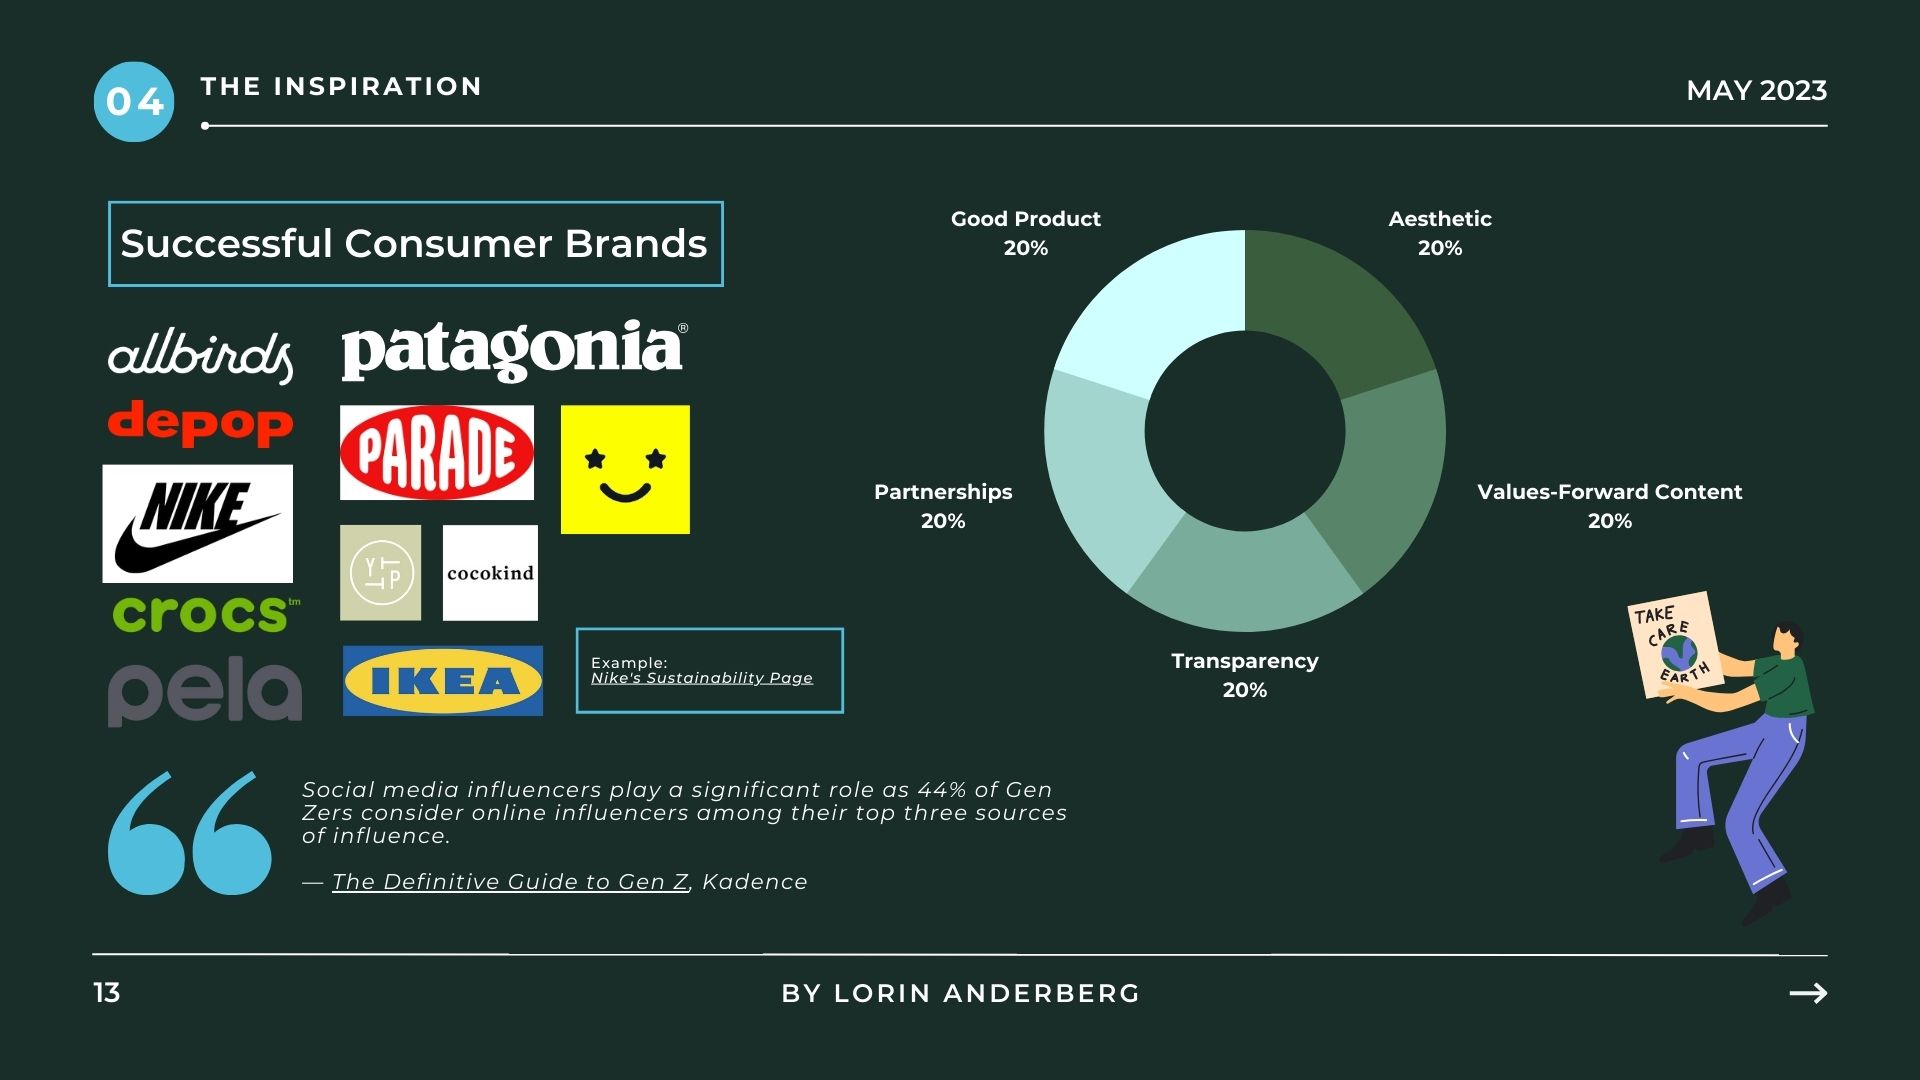 04
THE INSPIRATION
MAY 2023
Successful Consumer Brands
allbirds
patagonia®
depop
PARADE
NIKE
YTTP
cocokind
crocs™
pela
IKEA
Example:
Nike's Sustainability Page
Good Product
20%
Aesthetic
20%
Partnerships
20%
Values-Forward Content
20%
Transparency
20%
TAKE
CARE
EARTH
Social media influencers play a significant role as 44% of Gen
Zers consider online influencers among their top three sources
of influence.
— The Definitive Guide to Gen Z, Kadence
13
BY LORIN ANDERBERG